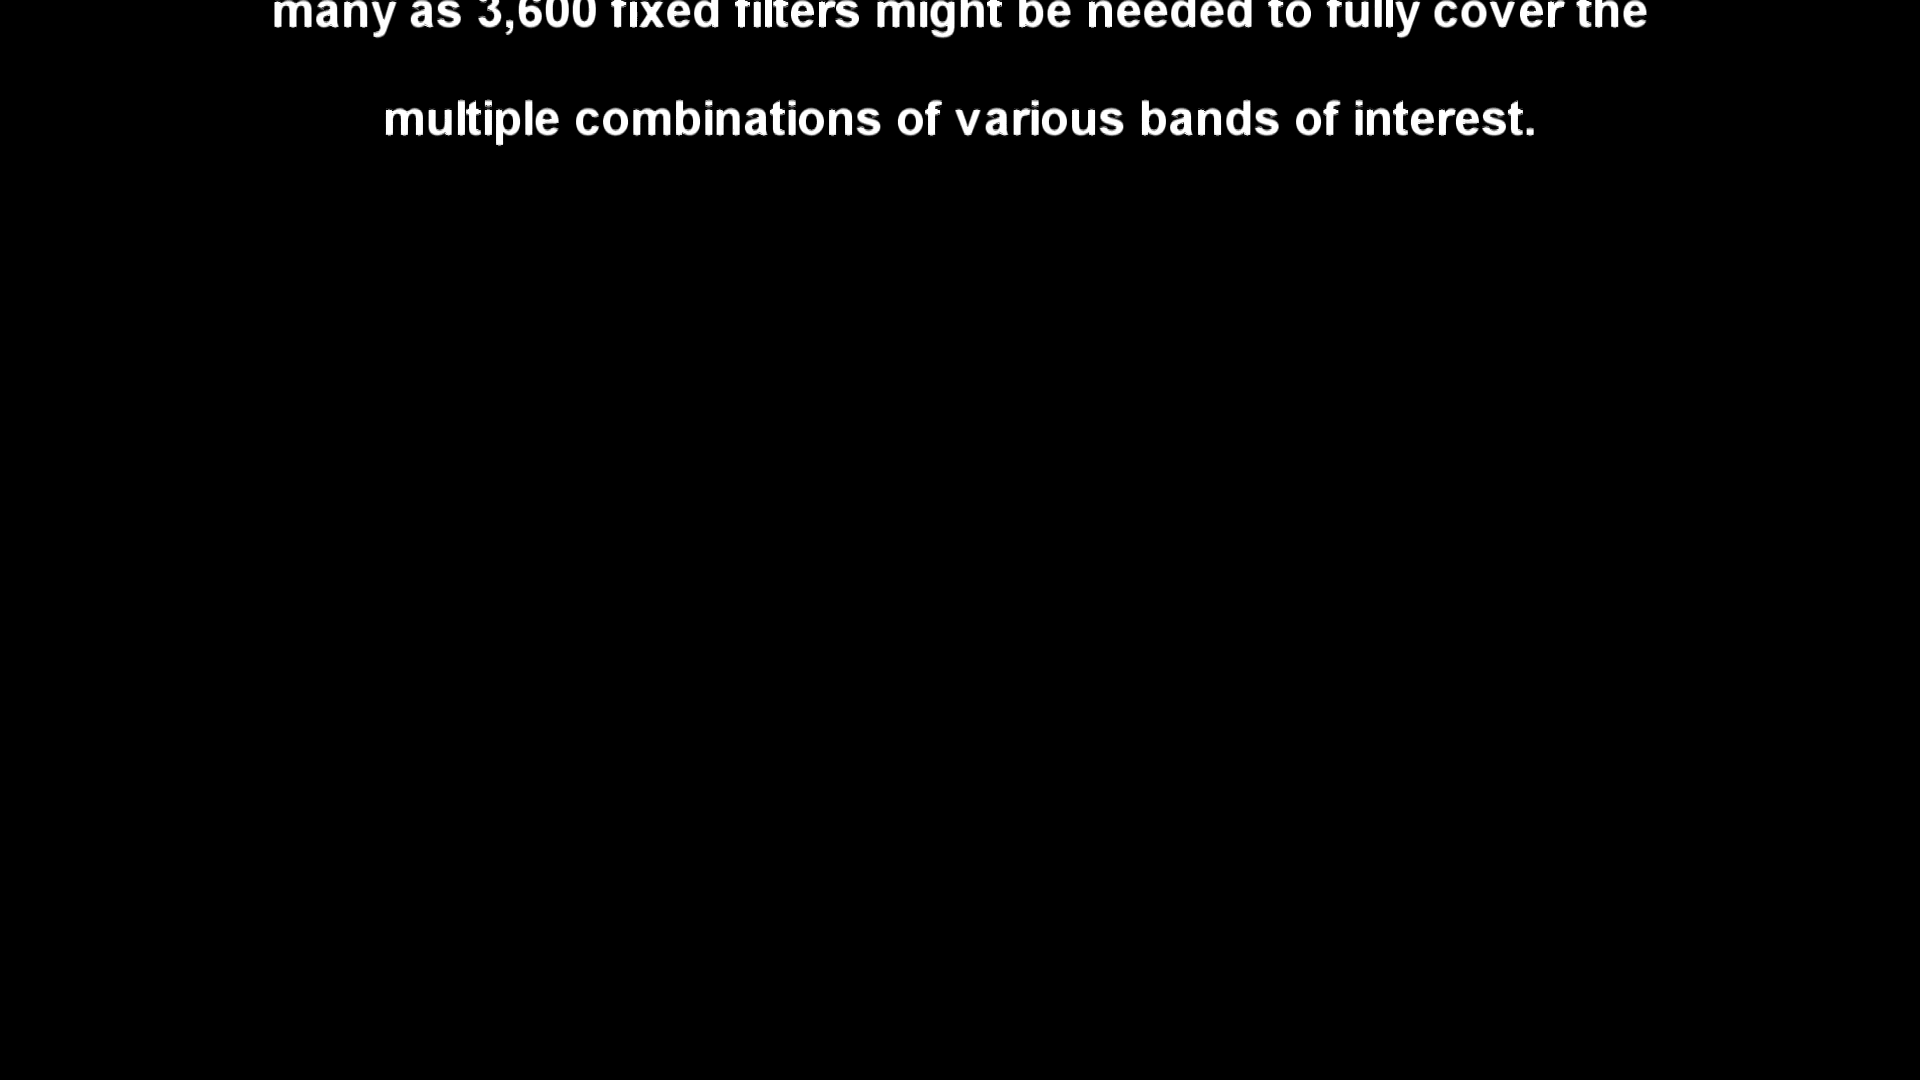 many as 3,600 fixed filters might be needed to fully cover the
multiple combinations of various bands of interest.